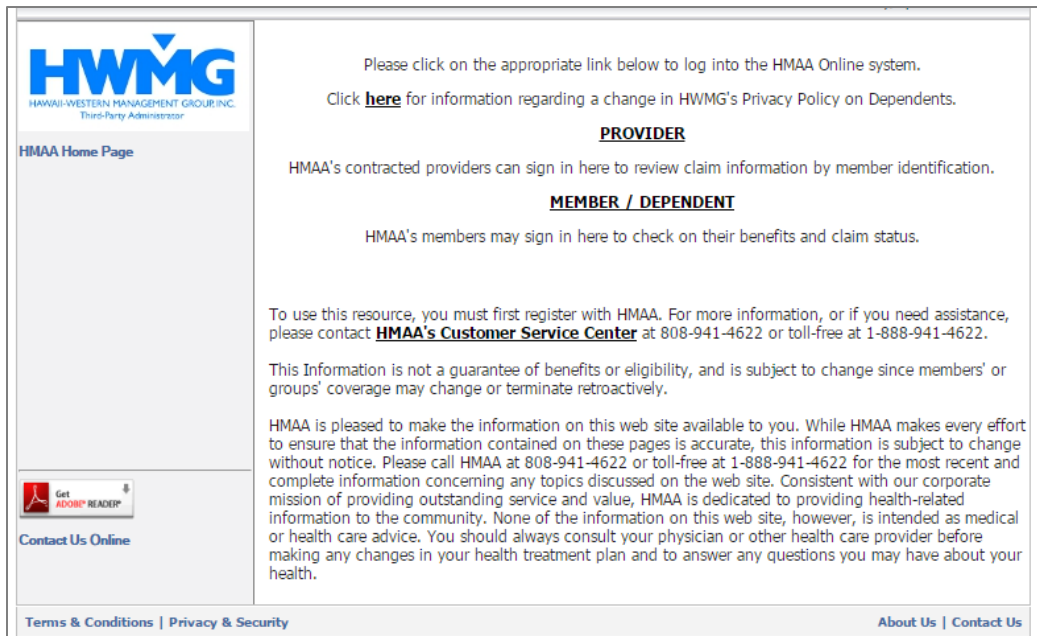 HWMG
HAWAII-WESTERN MANAGEMENT GROUP, INC.
Third-Party Administrator
HMAA Home Page
Please click on the appropriate link below to log into the HMAA Online system.
Click here for information regarding a change in HWMG's Privacy Policy on Dependents.
PROVIDER
HMAA's contracted providers can sign in here to review claim information by member identification.
MEMBER / DEPENDENT
HMAA's members may sign in here to check on their benefits and claim status.
To use this resource, you must first register with HMAA. For more information, or if you need assistance,
please contact HMAA's Customer Service Center at 808-941-4622 or toll-free at 1-888-941-4622.
This Information is not a guarantee of benefits or eligibility, and is subject to change since members' or
groups' coverage may change or terminate retroactively.
HMAA is pleased to make the information on this web site available to you. While HMAA makes every effort
to ensure that the information contained on these pages is accurate, this information is subject to change
without notice. Please call HMAA at 808-941-4622 or toll-free at 1-888-941-4622 for the most recent and
complete information concerning any topics discussed on the web site. Consistent with our corporate
mission of providing outstanding service and value, HMAA is dedicated to providing health-related
information to the community. None of the information on this web site, however, is intended as medical
or health care advice. You should always consult your physician or other health care provider before
making any changes in your health treatment plan and to answer any questions you may have about your
health.
Get
ADOBE® READER®
Contact Us Online
Terms & Conditions | Privacy & Security
About Us | Contact Us